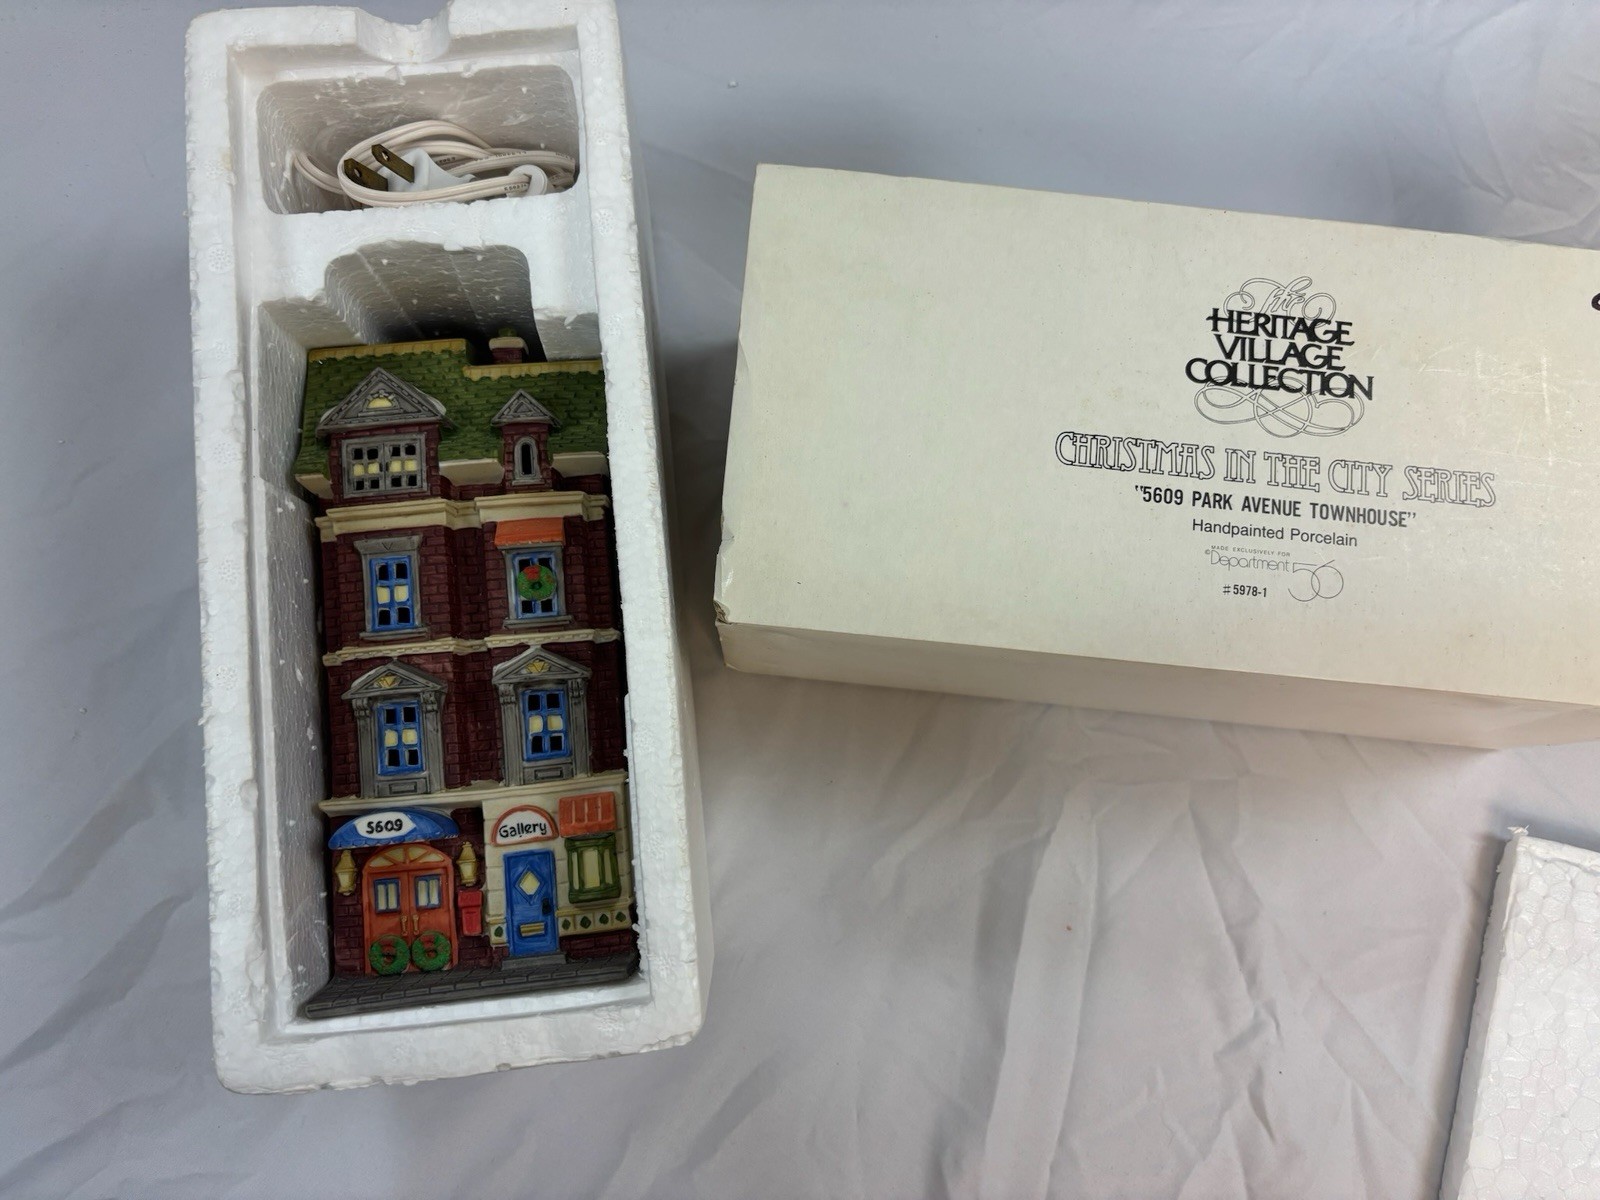 5609
Gallery
The
HERITAGE
VILLAGE
COLLECTION
CHRISTMAS IN THE CITY SERIES
"5609 PARK AVENUE TOWNHOUSE"
Handpainted Porcelain
MADE EXCLUSIVELY FOR
©Department 56
#5978-1